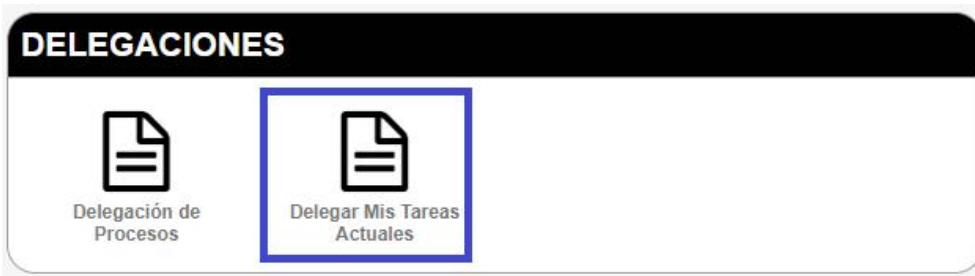 DELEGACIONES
Delegación de
Procesos
Delegar Mis Tareas
Actuales